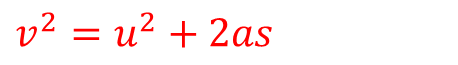 v² = u² + 2as